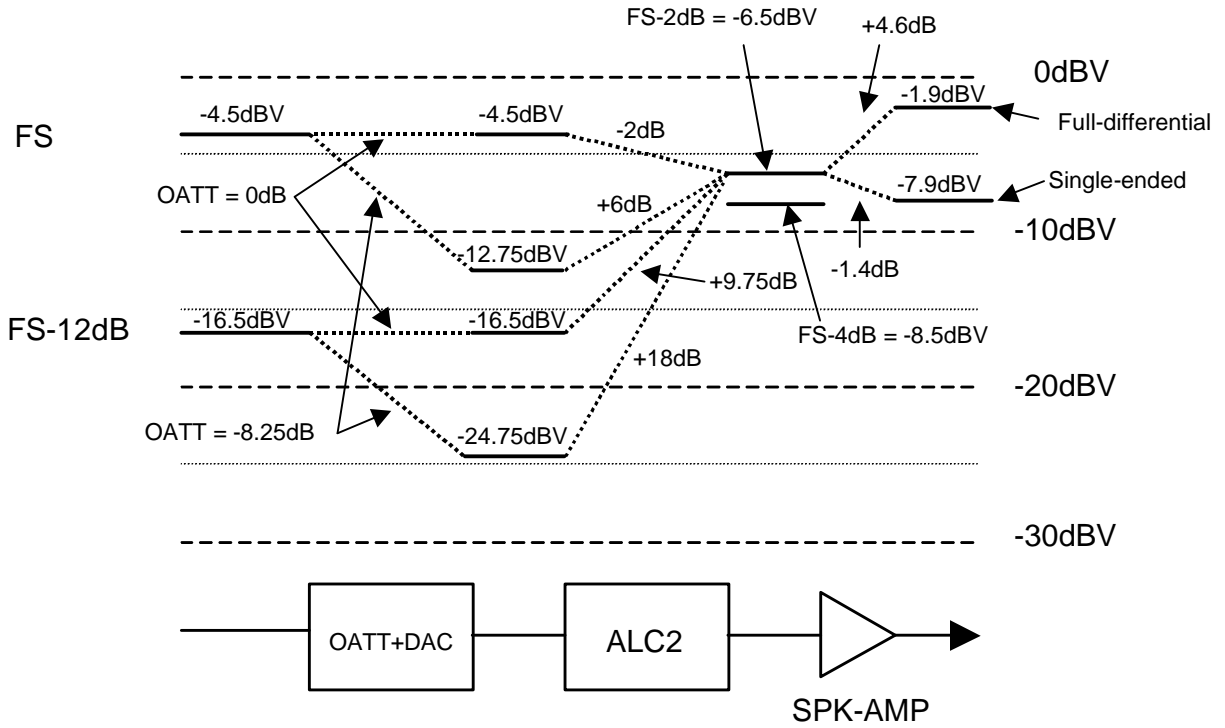 FS-2dB = -6.5dBV
+4.6dB
0dBV
-1.9dBV
-4.5dBV
-4.5dBV
-2dB
Full-differential
FS
OATT = 0dB
Single-ended
-7.9dBV
+6dB
-10dBV
-12.75dBV
-1.4dB
+9.75dB
-16.5dBV
-16.5dBV
FS-12dB
FS-4dB = -8.5dBV
+18dB
-20dBV
OATT = -8.25dB
-24.75dBV
-30dBV
OATT+DAC
ALC2
SPK-AMP